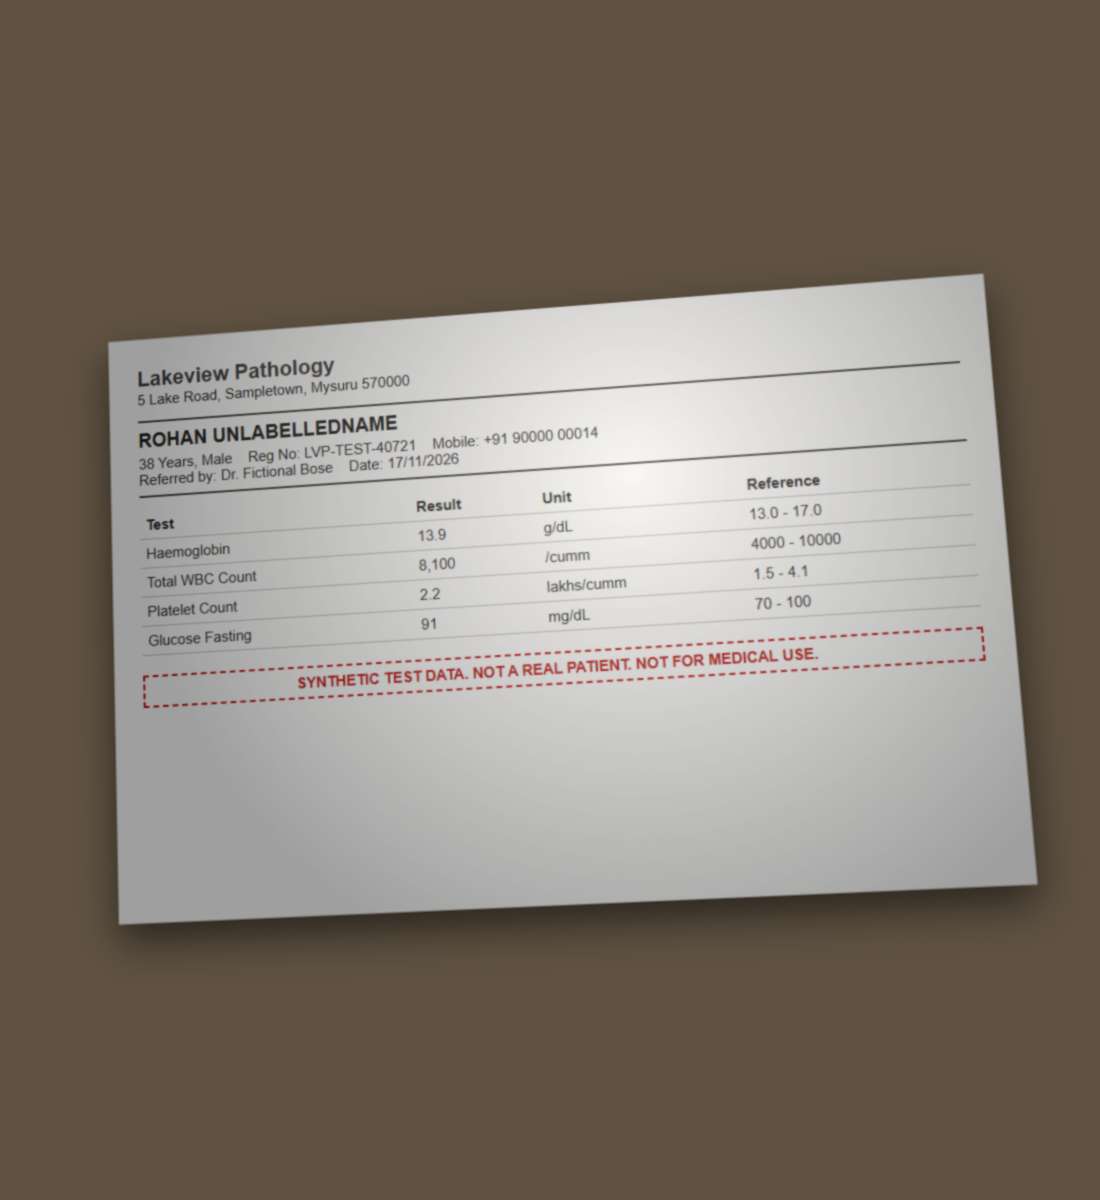 Lakeview Pathology
5 Lake Road, Sampletown, Mysuru 570000
ROHAN UNLABELLEDNAME
38 Years, Male Reg No: LVP-TEST-40721 Mobile: +91 90000 00014
Referred by: Dr. Fictional Bose Date: 17/11/2026
Test Result Unit Reference
Haemoglobin 13.9 g/dL 13.0 - 17.0
Total WBC Count 8,100 /cumm 4000 - 10000
Platelet Count 2.2 lakhs/cumm 1.5 - 4.1
Glucose Fasting 91 mg/dL 70 - 100
SYNTHETIC TEST DATA. NOT A REAL PATIENT. NOT FOR MEDICAL USE.